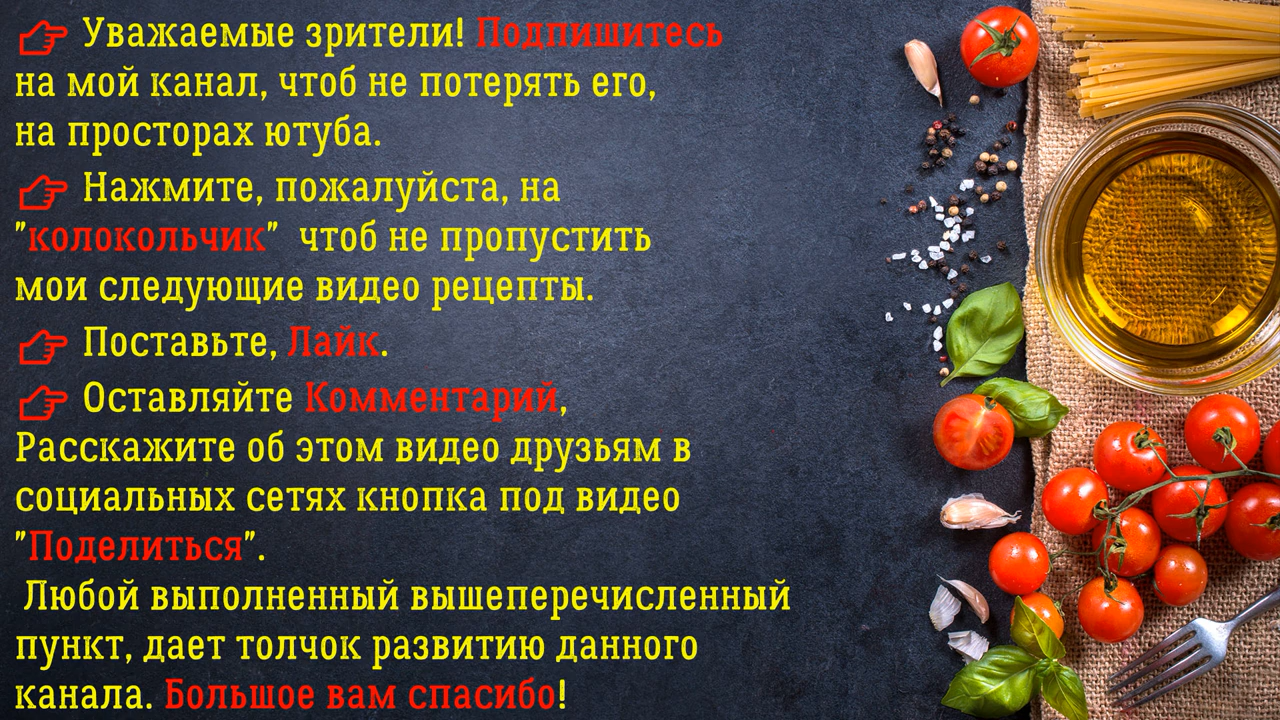 Уважаемые зрители! Подпишитесь
на мой канал, чтоб не потерять его,
на просторах ютуба.
Нажмите, пожалуйста, на
"колокольчик" чтоб не пропустить
мои следующие видео рецепты.
Поставьте, Лайк.
Оставляйте Комментарий,
Расскажите об этом видео друзьям в
социальных сетях кнопка под видео
"Поделиться".
Любой выполненный вышеперечисленный
пункт, дает толчок развитию данного
канала. Большое вам спасибо!